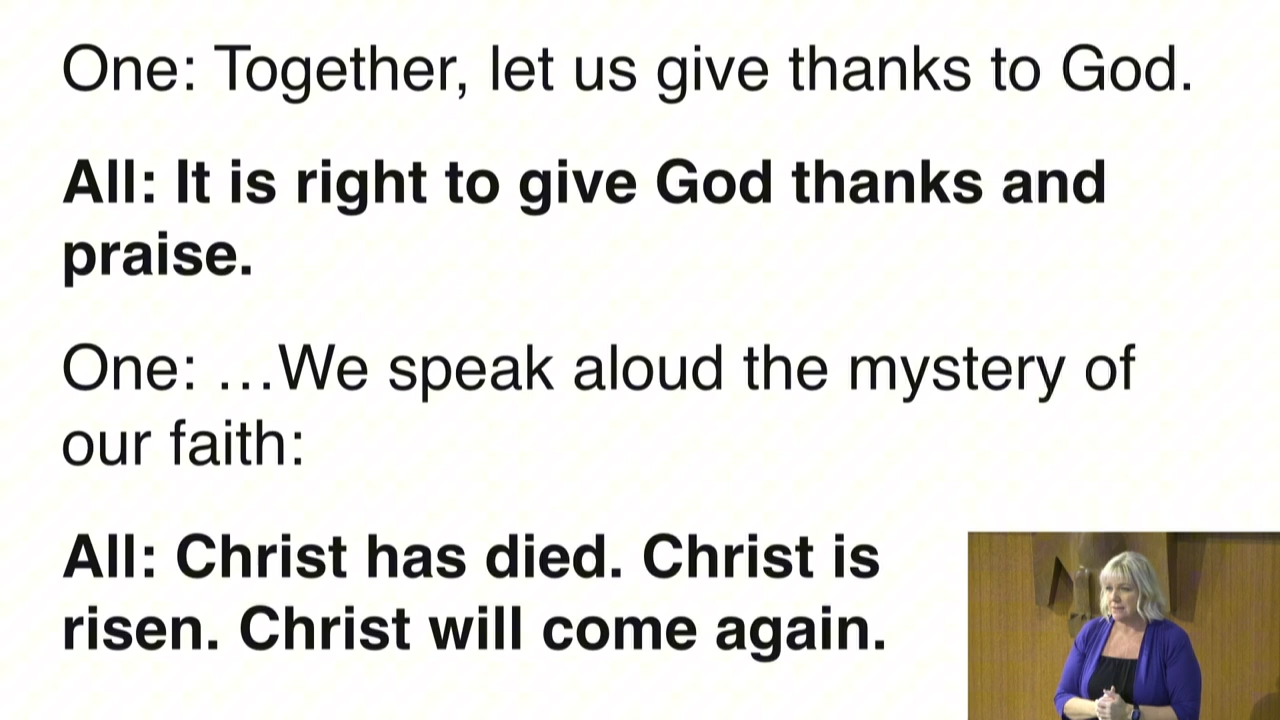 One: Together, let us give thanks to God.
All: It is right to give God thanks and
praise.
One: …We speak aloud the mystery of
our faith:
All: Christ has died. Christ is
risen. Christ will come again.